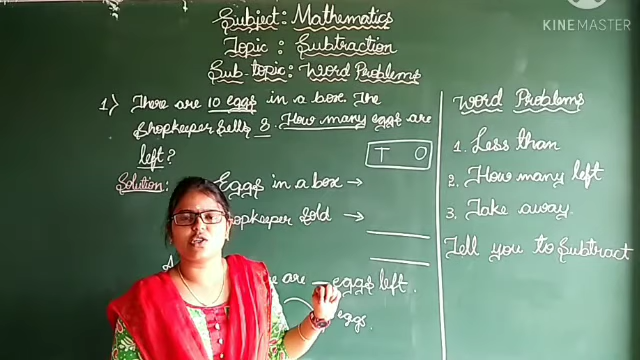 KINEMASTER
Subject: Mathematics
Topic: Subtraction
Sub-topic: Word Problems
1) There are 10 eggs in a box. The
Shopkeeper sells 8. How many eggs are
left?
T O
Solution: Eggs in a box →
hopkeeper sold →
are — eggs left.
eggs.
Word Problems
1. Less than
2. How many left
3. Take away.
Tell you to Subtract